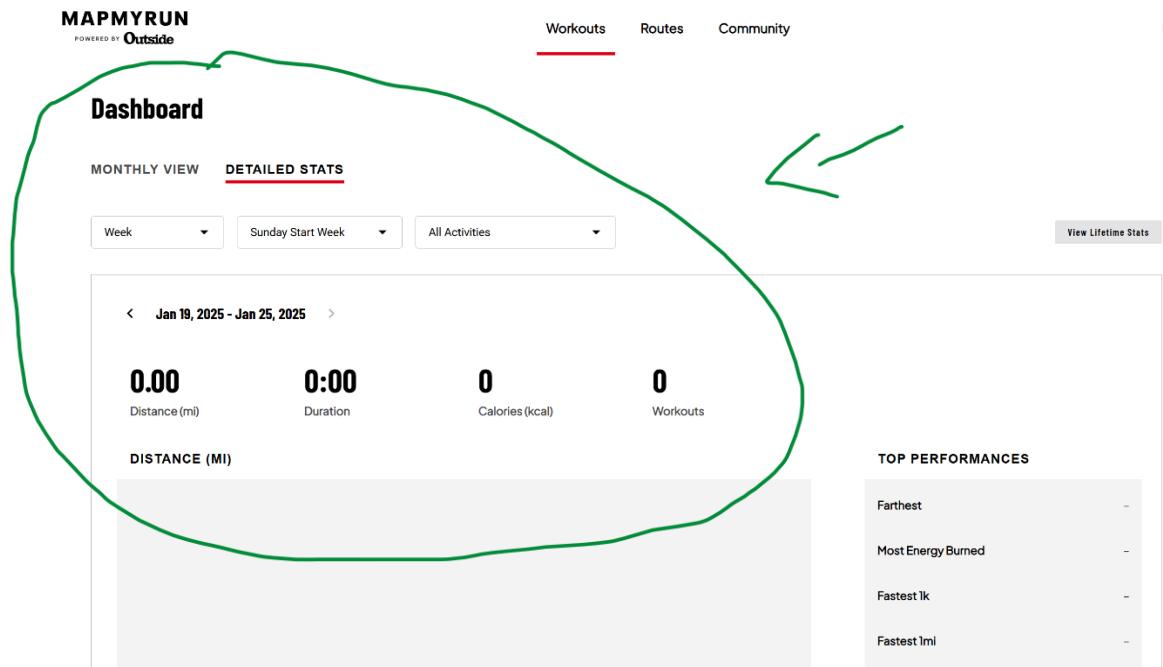 MAPMYRUN
POWERED BY Outside
Workouts Routes Community
Dashboard
MONTHLY VIEW DETAILED STATS
Week Sunday Start Week All Activities
View Lifetime Stats
Jan 19, 2025 - Jan 25, 2025
0.00 0:00 0 0
Distance (mi) Duration Calories (kcal) Workouts
DISTANCE (MI)
TOP PERFORMANCES
Farthest –
Most Energy Burned –
Fastest 1k –
Fastest 1mi –